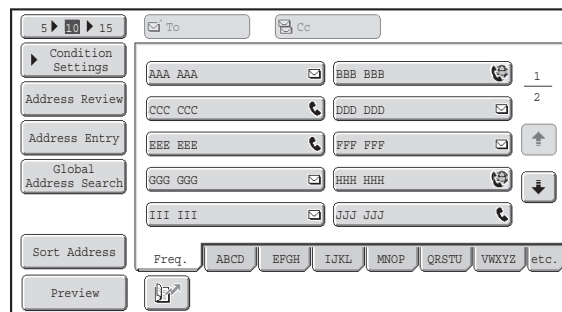 5 10 15
To
Cc
Condition
Settings
Address Review
Address Entry
Global
Address Search
Sort Address
Preview
AAA AAA
BBB BBB
CCC CCC
DDD DDD
EEE EEE
FFF FFF
GGG GGG
HHH HHH
III III
JJJ JJJ
1
2
Freq.
ABCD
EFGH
IJKL
MNOP
QRSTU
VWXYZ
etc.